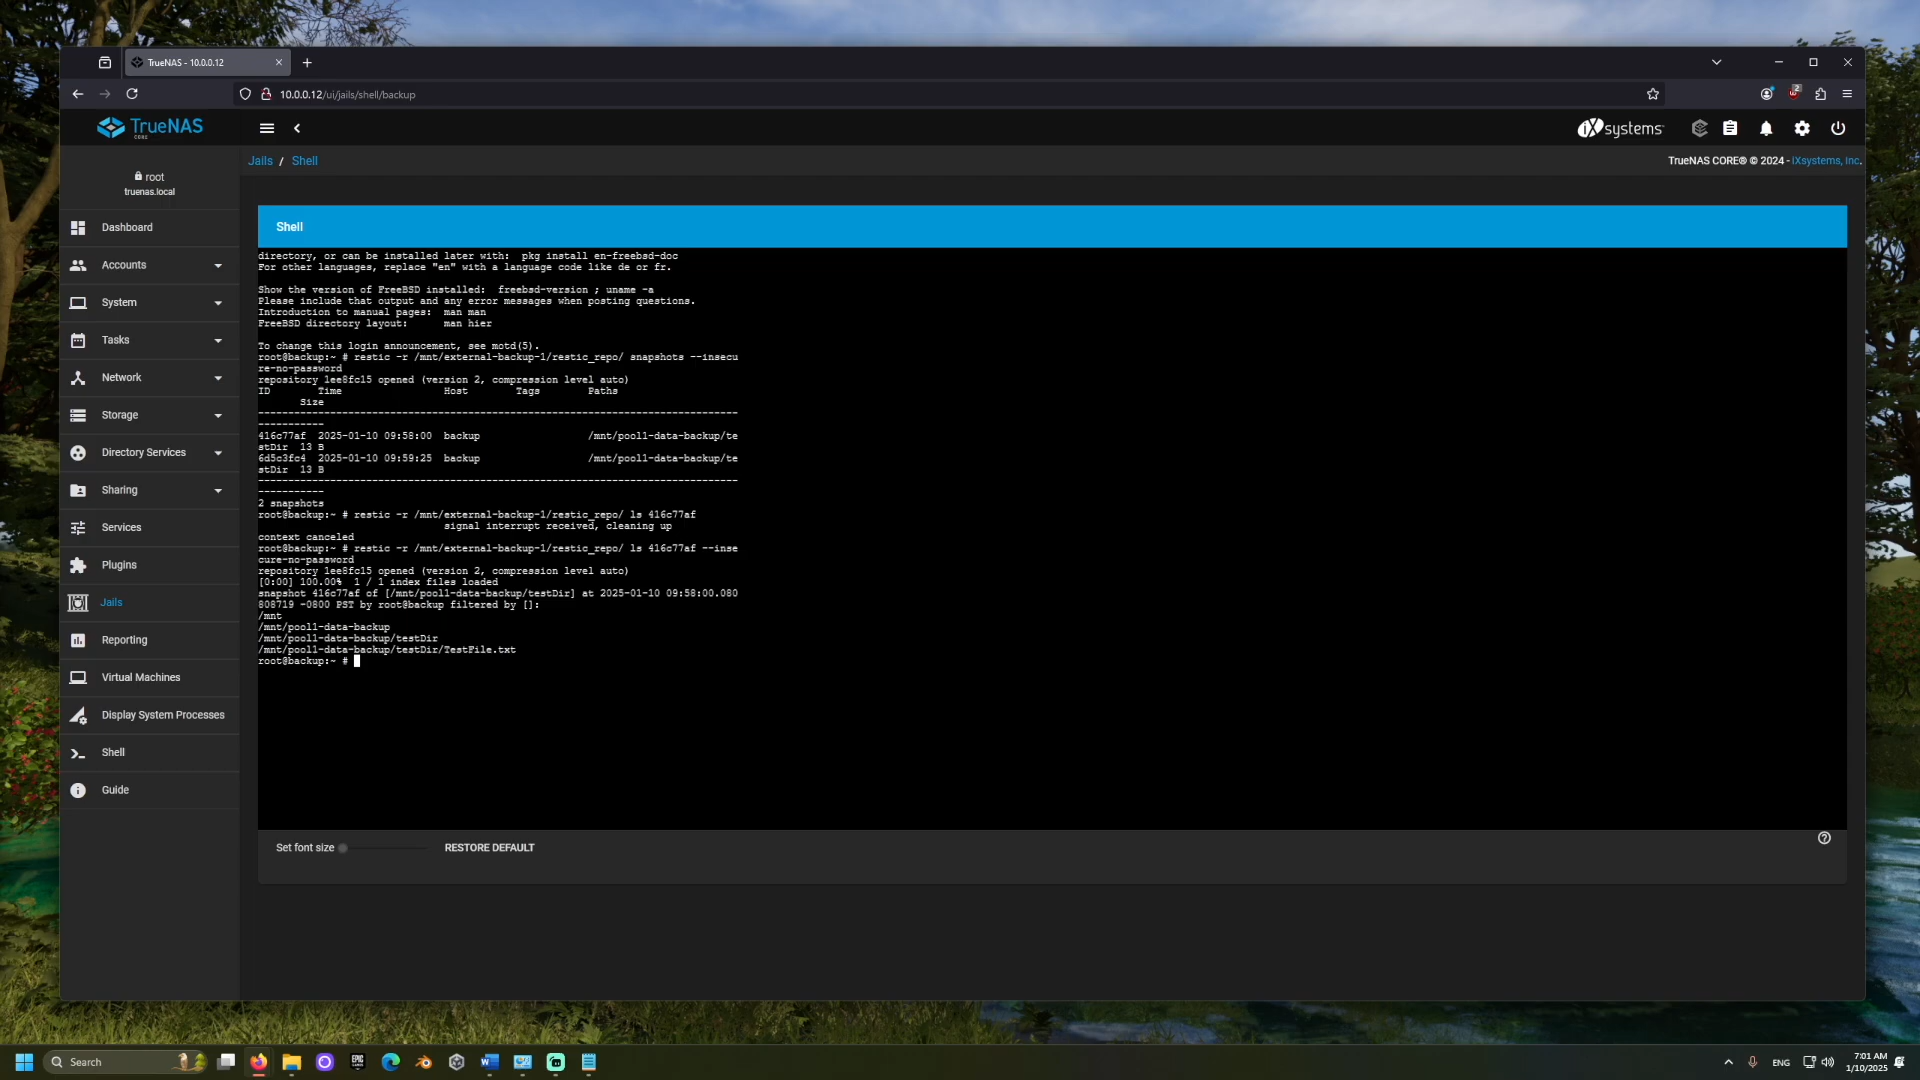 TrueNAS - 10.0.0.12
10.0.0.12/ui/jails/shell/backup
2
TrueNAS
CORE
iXsystems
Jails / Shell
TrueNAS CORE® © 2024 - iXsystems, Inc.
root
truenas.local
Dashboard
Accounts
System
Tasks
Network
Storage
Directory Services
Sharing
Services
Plugins
Jails
Reporting
Virtual Machines
Display System Processes
Shell
Guide
Shell
directory, or can be installed later with:  pkg install en-freebsd-doc
For other languages, replace "en" with a language code like de or fr.
Show the version of FreeBSD installed:  freebsd-version ; uname -a
Please include that output and any error messages when posting questions.
Introduction to manual pages:  man man
FreeBSD directory layout:      man hier
To change this login announcement, see motd(5).
root@backup:~ # restic -r /mnt/external-backup-1/restic_repo/ snapshots --insecu
re-no-password
repository 1ee8fc15 opened (version 2, compression level auto)
ID        Time                 Host        Tags        Paths
Size
--------------------------------------------------------------------------------
-----------
416c77af  2025-01-10 09:58:00  backup                  /mnt/pool1-data-backup/te
stDir  13 B
6d5c3fc4  2025-01-10 09:59:25  backup                  /mnt/pool1-data-backup/te
stDir  13 B
--------------------------------------------------------------------------------
-----------
2 snapshots
root@backup:~ # restic -r /mnt/external-backup-1/restic_repo/ ls 416c77af
signal interrupt received, cleaning up
context canceled
root@backup:~ # restic -r /mnt/external-backup-1/restic_repo/ ls 416c77af --inse
cure-no-password
repository 1ee8fc15 opened (version 2, compression level auto)
[0:00] 100.00%  1 / 1 index files loaded
snapshot 416c77af of [/mnt/pool1-data-backup/testDir] at 2025-01-10 09:58:00.080
808719 -0800 PST by root@backup filtered by []:
/mnt
/mnt/pool1-data-backup
/mnt/pool1-data-backup/testDir
/mnt/pool1-data-backup/testDir/TestFile.txt
root@backup:~ #
Set font size
RESTORE DEFAULT
Search
EPIC
GAMES
ENG
7:01 AM
1/10/2025